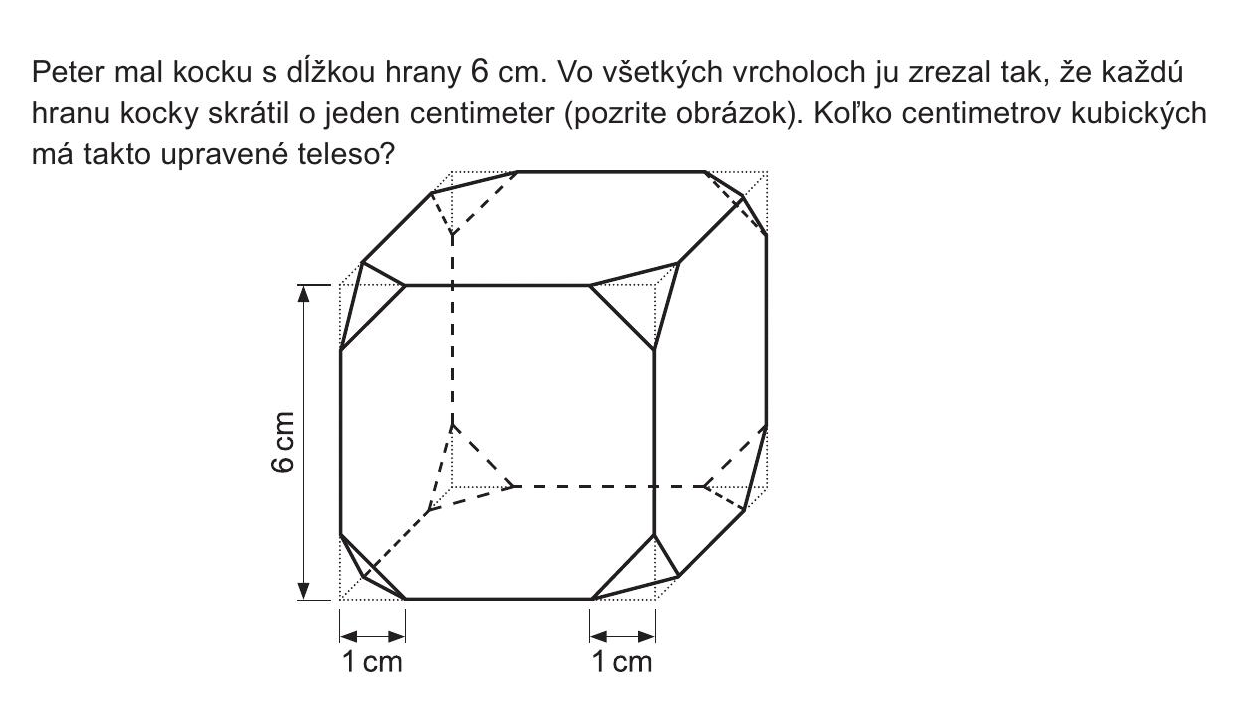 Peter mal kocku s dĺžkou hrany 6 cm. Vo všetkých vrcholoch ju zrezal tak, že každú
hranu kocky skrátil o jeden centimeter (pozrite obrázok). Koľko centimetrov kubických
má takto upravené teleso?
6 cm
1 cm
1 cm